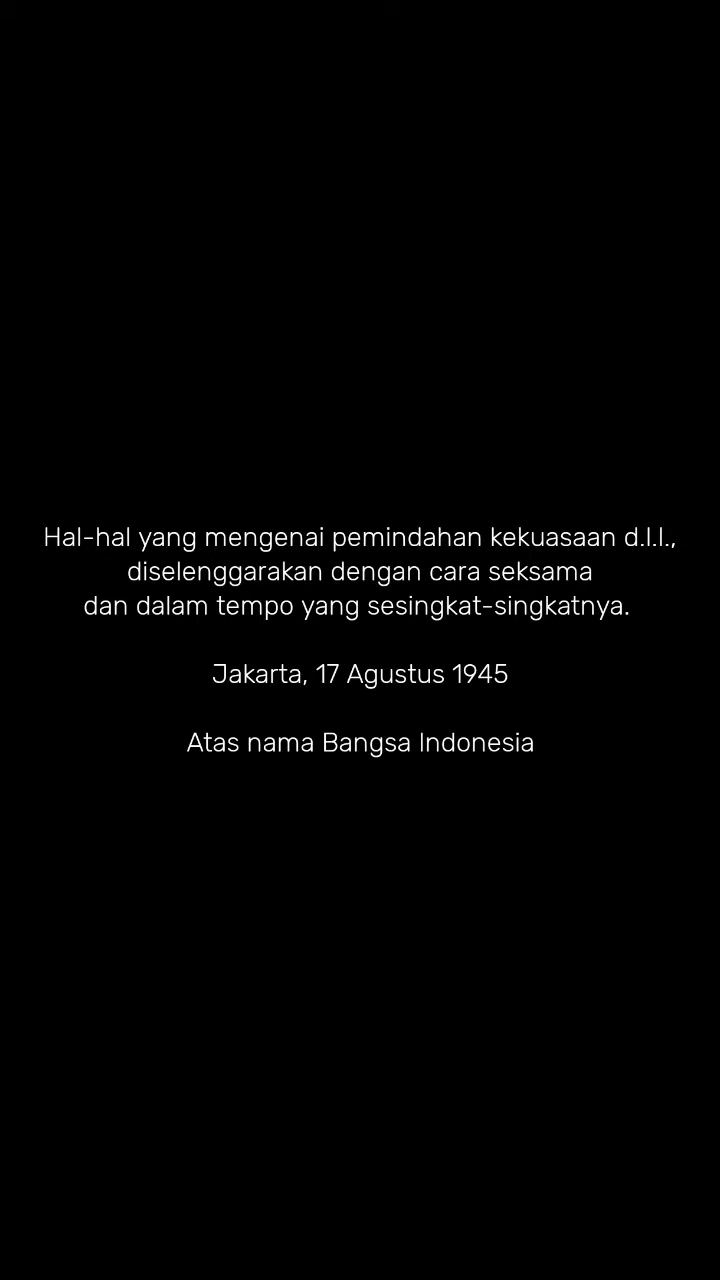 Hal-hal yang mengenai pemindahan kekuasaan d.l.l.,
diselenggarakan dengan cara seksama
dan dalam tempo yang sesingkat-singkatnya.
Jakarta, 17 Agustus 1945
Atas nama Bangsa Indonesia